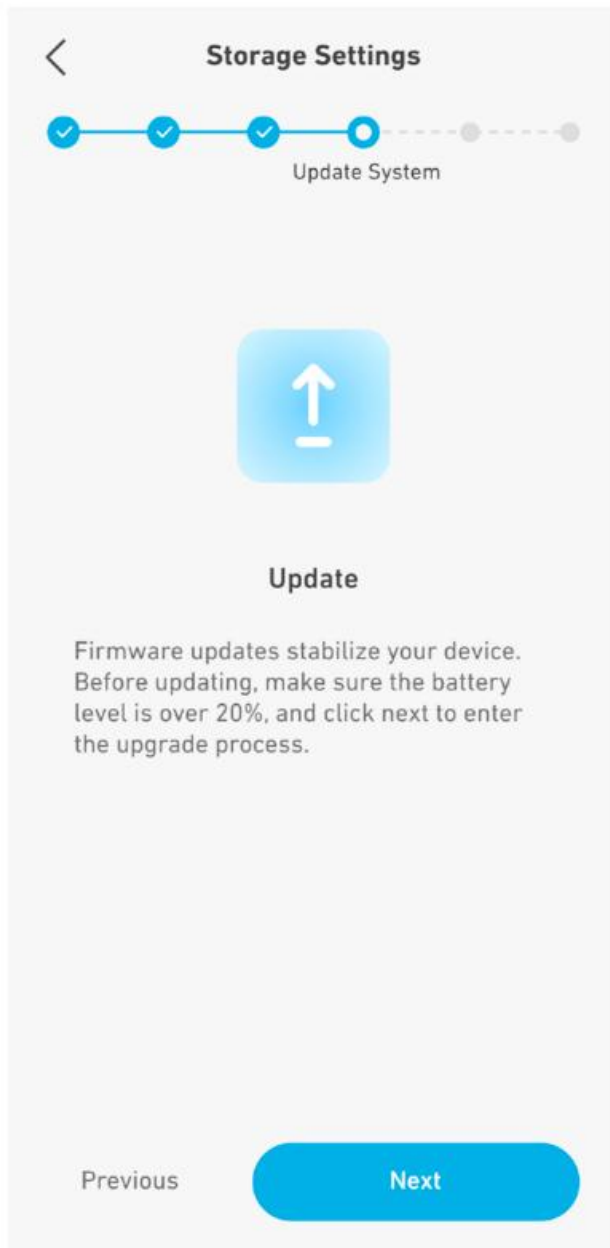 Storage Settings
Update System
Update
Firmware updates stabilize your device.
Before updating, make sure the battery
level is over 20%, and click next to enter
the upgrade process.
Previous
Next